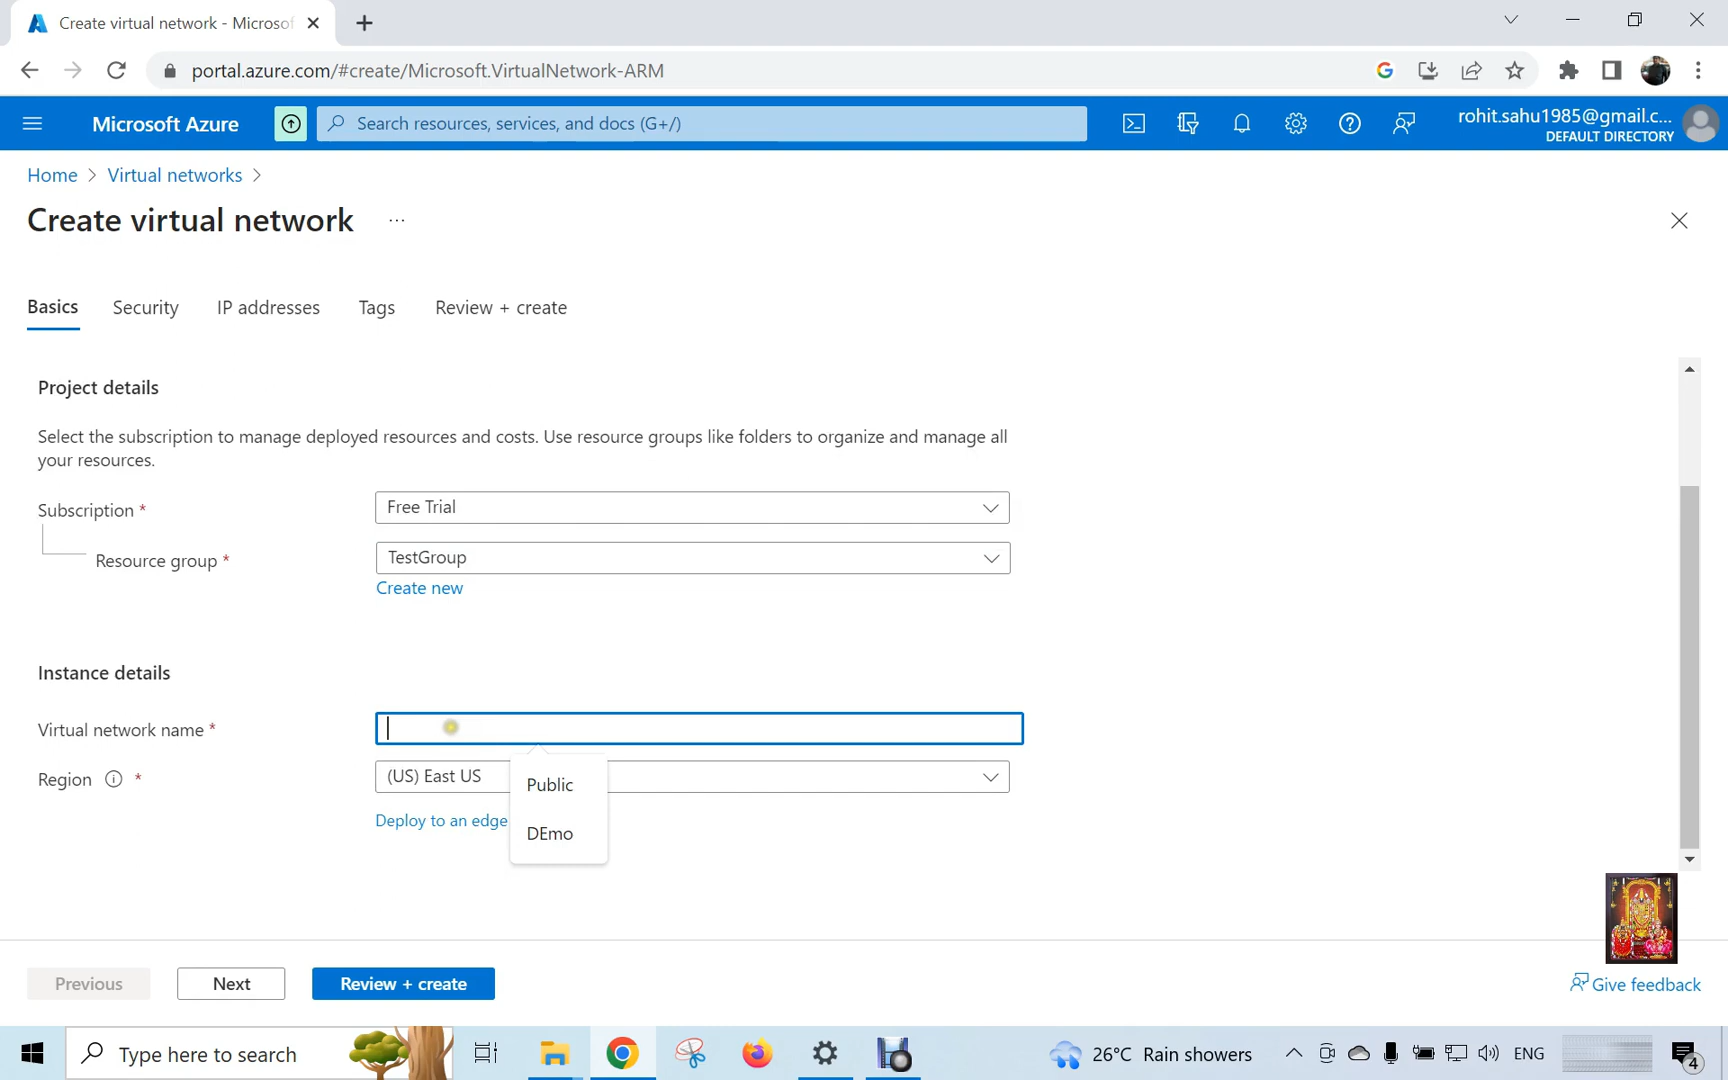 Create virtual network - Microsof
portal.azure.com/#create/Microsoft.VirtualNetwork-ARM
Microsoft Azure
Search resources, services, and docs (G+/)
rohit.sahu1985@gmail.c...
DEFAULT DIRECTORY
Home > Virtual networks >
Create virtual network ...
Basics Security IP addresses Tags Review + create
Project details
Select the subscription to manage deployed resources and costs. Use resource groups like folders to organize and manage all
your resources.
Subscription *
Free Trial
Resource group *
TestGroup
Create new
Instance details
Virtual network name *
Region *
(US) East US
Public
Deploy to an edge
DEmo
Previous Next Review + create
Give feedback
Type here to search
26°C Rain showers
ENG
4